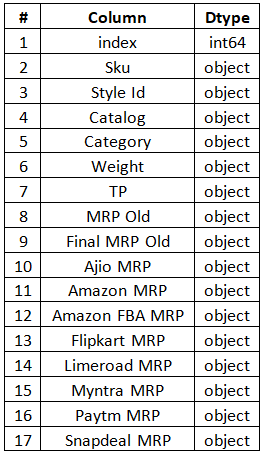 # Column Dtype
1 index int64
2 Sku object
3 Style Id object
4 Catalog object
5 Category object
6 Weight object
7 TP object
8 MRP Old object
9 Final MRP Old object
10 Ajio MRP object
11 Amazon MRP object
12 Amazon FBA MRP object
13 Flipkart MRP object
14 Limeroad MRP object
15 Myntra MRP object
16 Paytm MRP object
17 Snapdeal MRP object